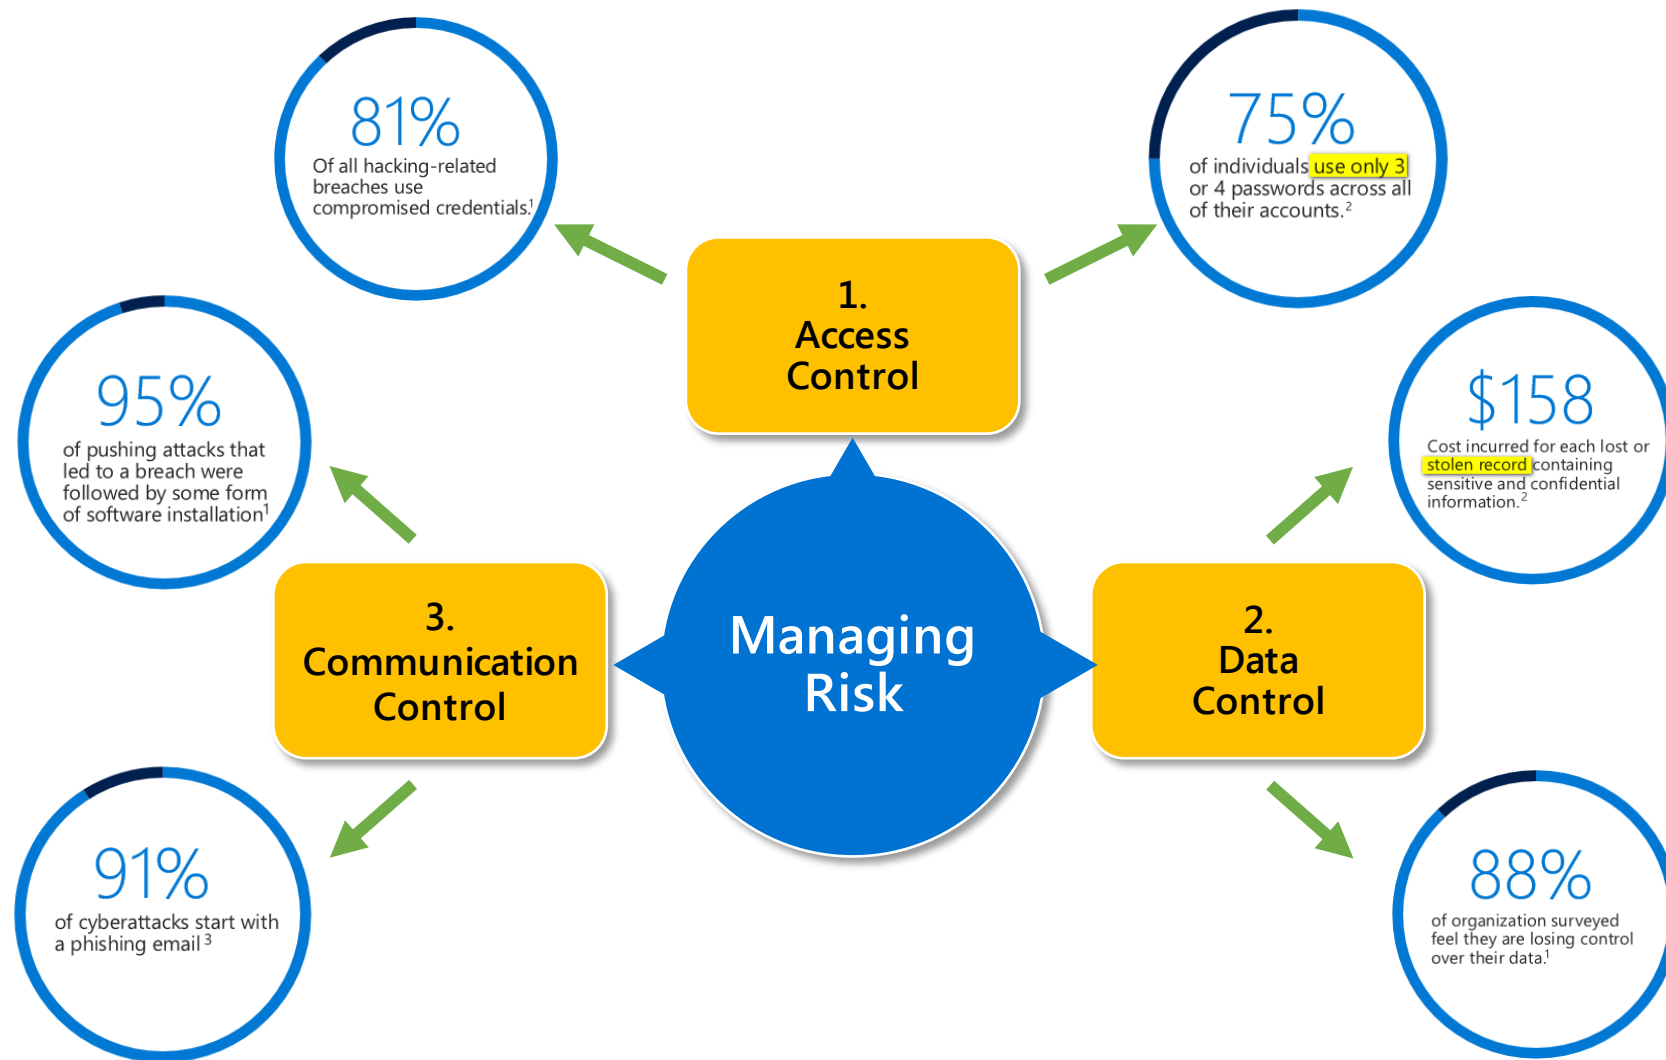 81%
Of all hacking-related
breaches use
compromised credentials.¹
75%
of individuals use only 3
or 4 passwords across all
of their accounts.²
1.
Access
Control
95%
of pushing attacks that
led to a breach were
followed by some form
of software installation¹
$158
Cost incurred for each lost or
stolen record containing
sensitive and confidential
information.²
3.
Communication
Control
Managing
Risk
2.
Data
Control
91%
of cyberattacks start with
a phishing email ³
88%
of organization surveyed
feel they are losing control
over their data.¹